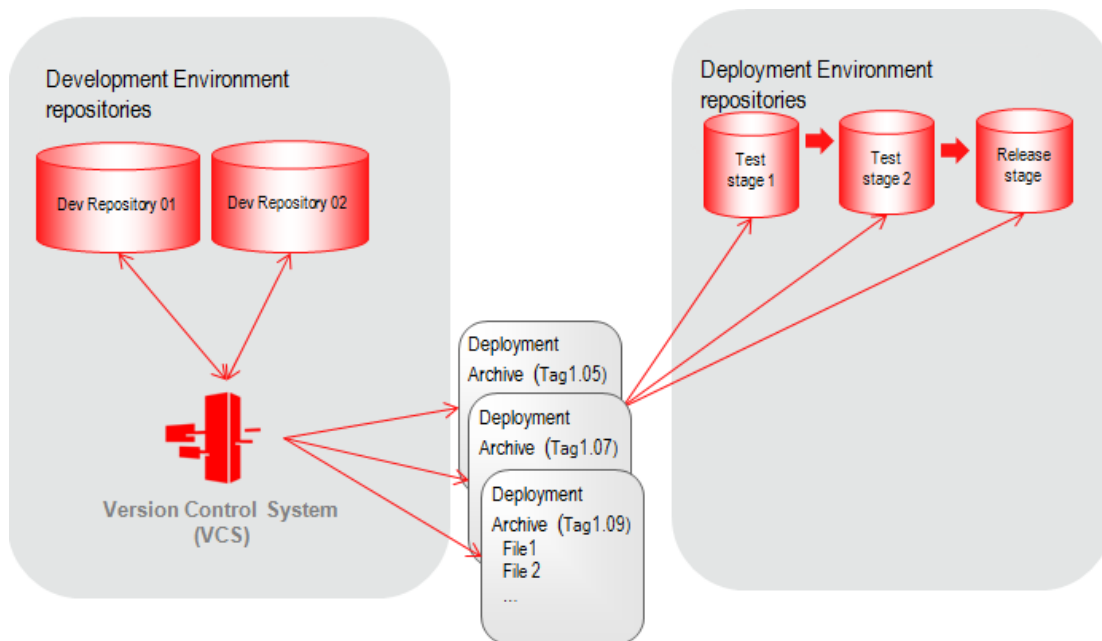 Development Environment
repositories
Dev Repository 01
Dev Repository 02
Version Control System
(VCS)
Deployment
Archive (Tag1.05)
Deployment
Archive (Tag1.07)
Deployment
Archive (Tag1.09)
File1
File 2
...
Deployment Environment
repositories
Test
stage 1
Test
stage 2
Release
stage